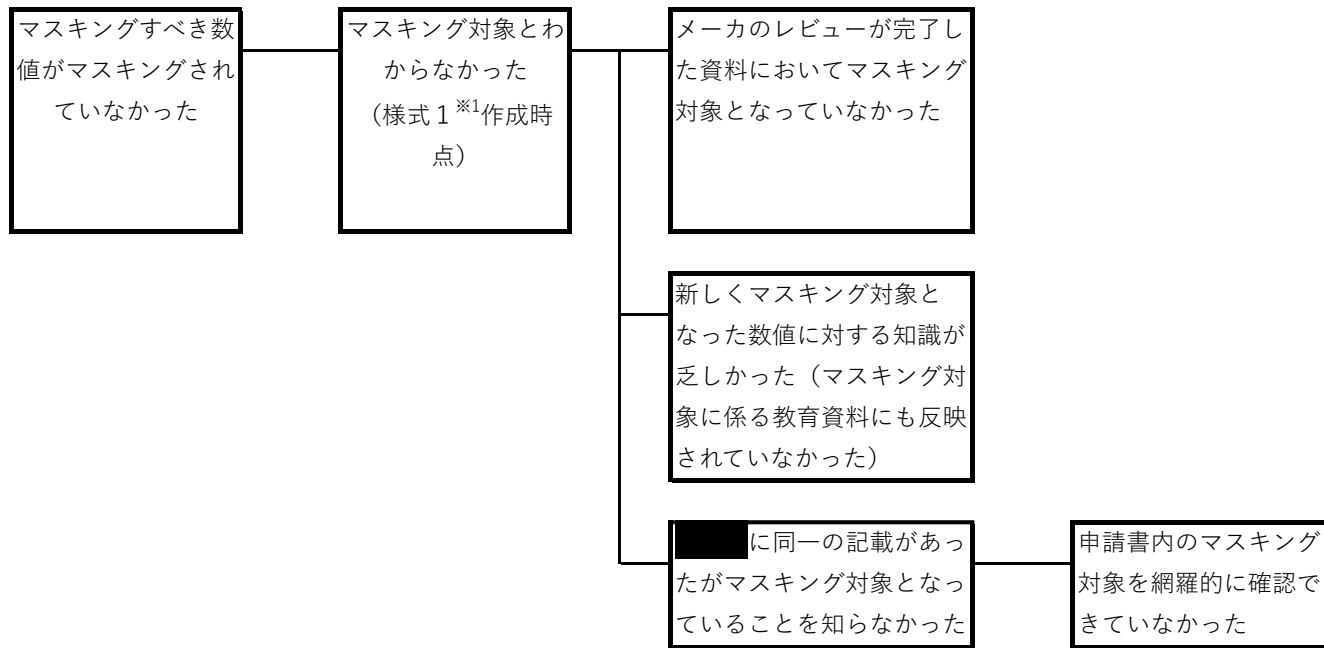 マスキングすべき数
値がマスキングされ
ていなかった
マスキング対象とわ
からなかった
（様式１※1作成時
点）
メーカのレビューが完了し
た資料においてマスキング
対象となっていなかった
新しくマスキング対象と
なった数値に対する知識が
乏しかった（マスキング対
象に係る教育資料にも反映
されていなかった）
に同一の記載があっ
たがマスキング対象となっ
ていることを知らなかった
申請書内のマスキング
対象を網羅的に確認で
きていなかった